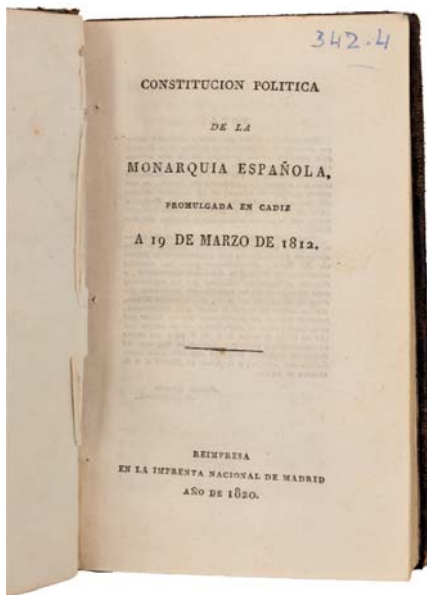 342-4
CONSTITUCION POLITICA
DE LA
MONARQUIA ESPAÑOLA,
PROMULGADA EN CADIZ
A 19 DE MARZO DE 1812.
REIMPRESA
EN LA IMPRENTA NACIONAL DE MADRID
AÑO DE 1820.